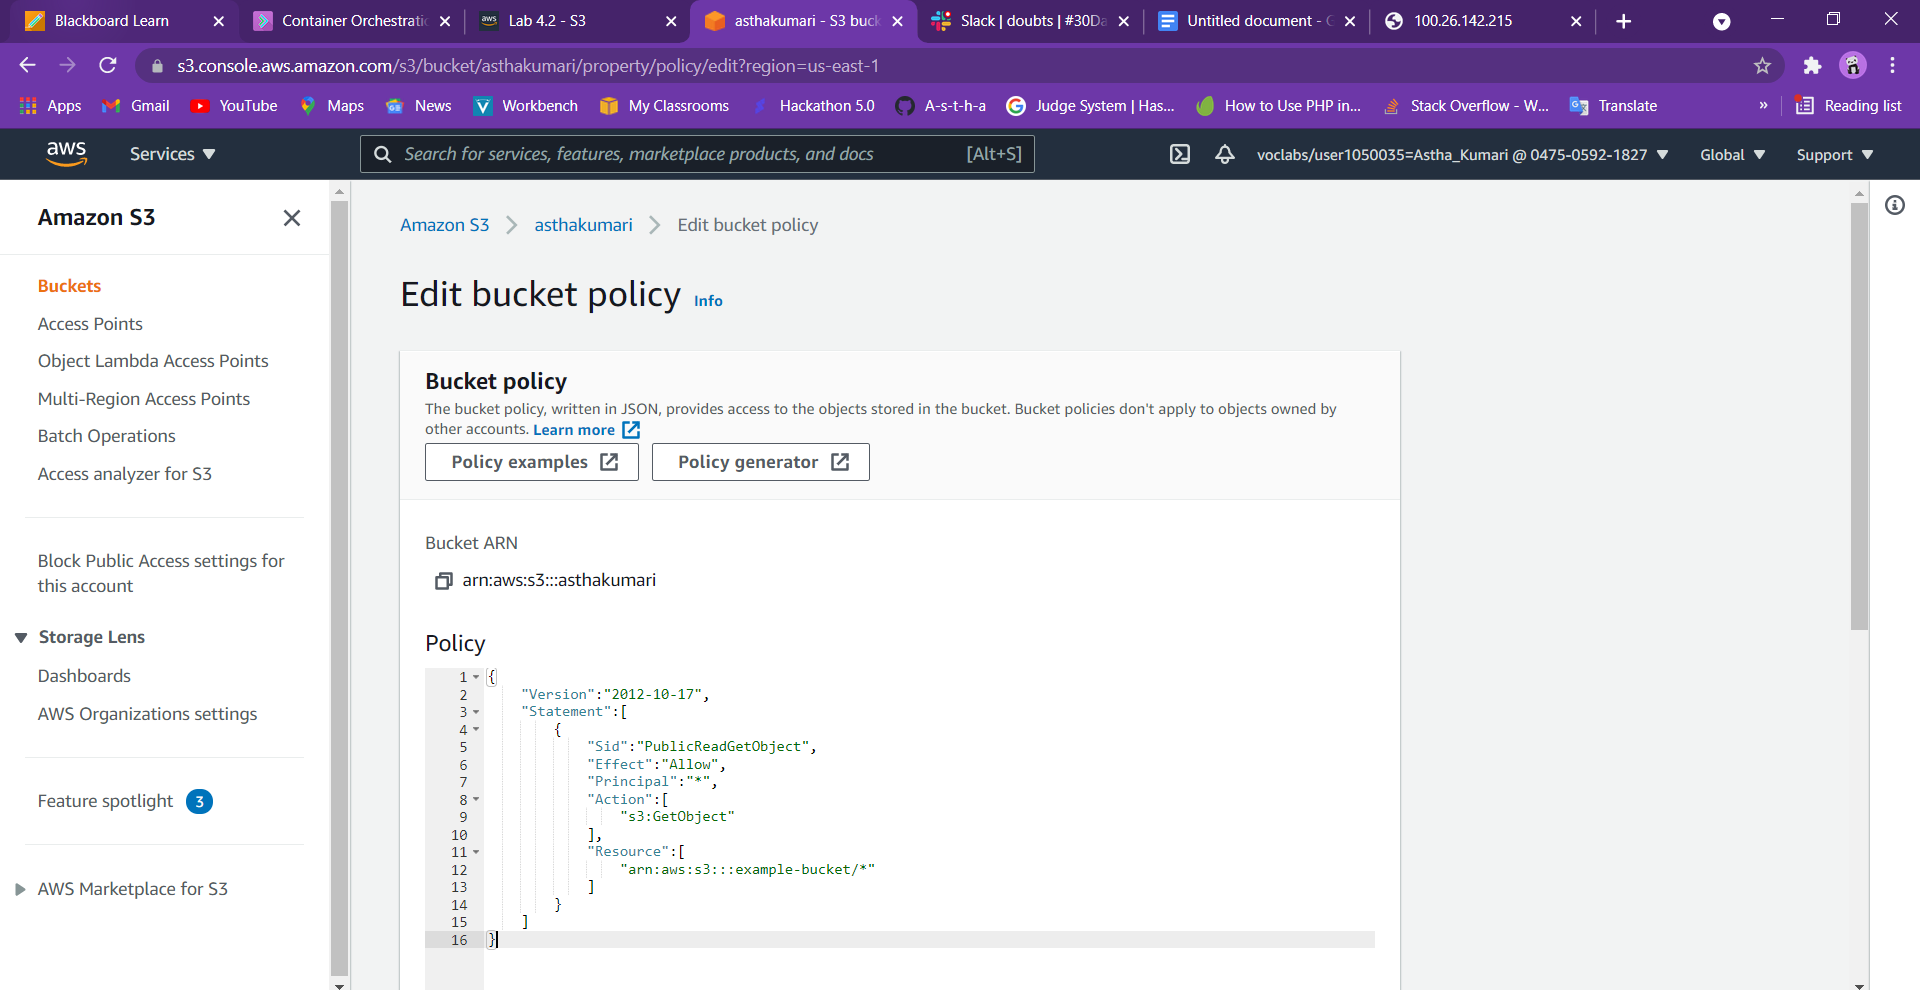 Blackboard Learn
Container Orchestratic
aws Lab 4.2 - S3
asthakumari - S3 buck
Slack | doubts | #30Da
Untitled document - G
100.26.142.215
s3.console.aws.amazon.com/s3/bucket/asthakumari/property/policy/edit?region=us-east-1
Apps
Gmail
YouTube
Maps
News
Workbench
My Classrooms
Hackathon 5.0
A-s-t-h-a
Judge System | Has...
How to Use PHP in...
Stack Overflow - W...
Translate
»
Reading list
aws
Services
Search for services, features, marketplace products, and docs [Alt+S]
voclabs/user1050035=Astha_Kumari @ 0475-0592-1827
Global
Support
Amazon S3
Buckets
Access Points
Object Lambda Access Points
Multi-Region Access Points
Batch Operations
Access analyzer for S3
Block Public Access settings for
this account
Storage Lens
Dashboards
AWS Organizations settings
Feature spotlight 3
AWS Marketplace for S3
Amazon S3 > asthakumari > Edit bucket policy
Edit bucket policy Info
Bucket policy
The bucket policy, written in JSON, provides access to the objects stored in the bucket. Bucket policies don't apply to objects owned by
other accounts. Learn more
Policy examples
Policy generator
Bucket ARN
arn:aws:s3:::asthakumari
Policy
1 {
2 "Version":"2012-10-17",
3 "Statement":[
4 {
5 "Sid":"PublicReadGetObject",
6 "Effect":"Allow",
7 "Principal":"*",
8 "Action":[
9 "s3:GetObject"
10 ],
11 "Resource":[
12 "arn:aws:s3:::example-bucket/*"
13 ]
14 }
15 ]
16 }